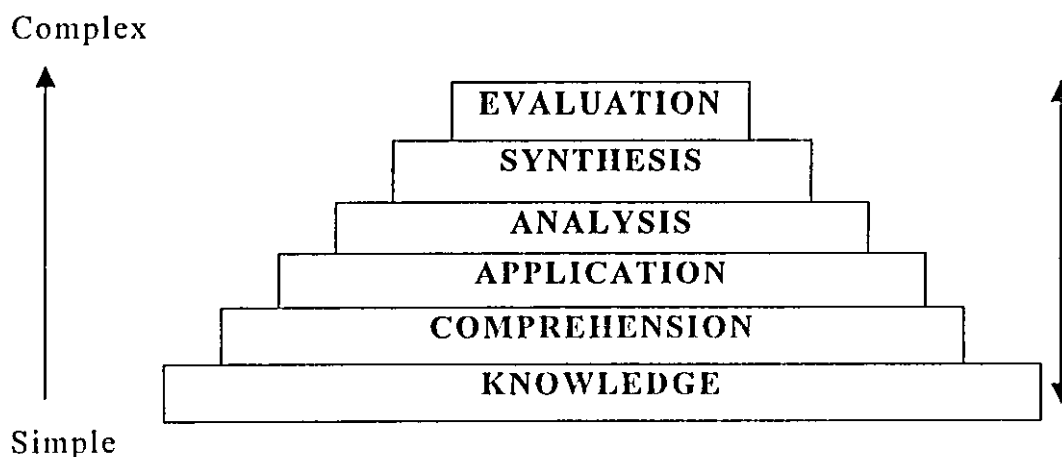 Complex
EVALUATION
SYNTHESIS
ANALYSIS
APPLICATION
COMPREHENSION
KNOWLEDGE
Simple